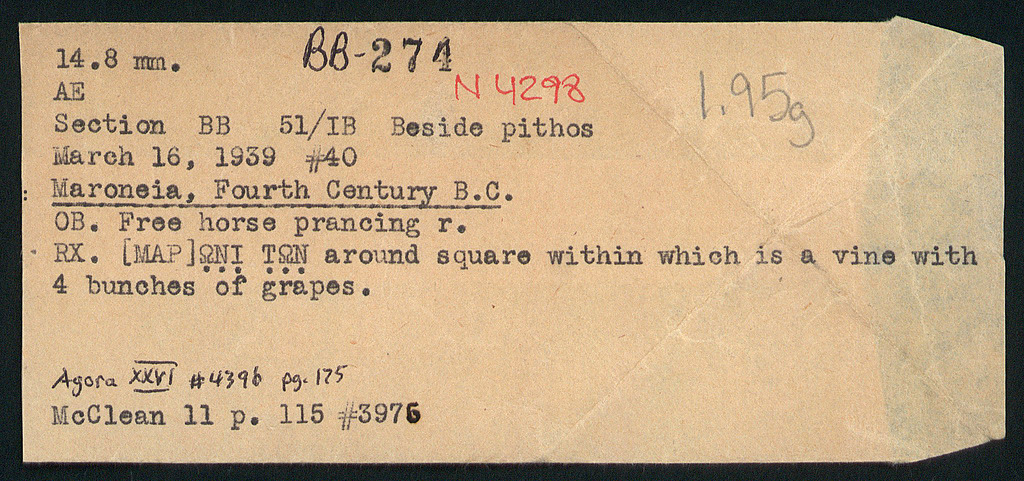 14.8 mm. BB-274
AE N 4298 1.95g
Section BB 51/IB Beside pithos
March 16, 1939 #40
Maroneia, Fourth Century B.C.
OB. Free horse prancing r.
RX. [MAP]ΩNI TΩN around square within which is a vine with
4 bunches of grapes.
Agora XXVI #439b pg. 175
McClean 11 p. 115 #3976